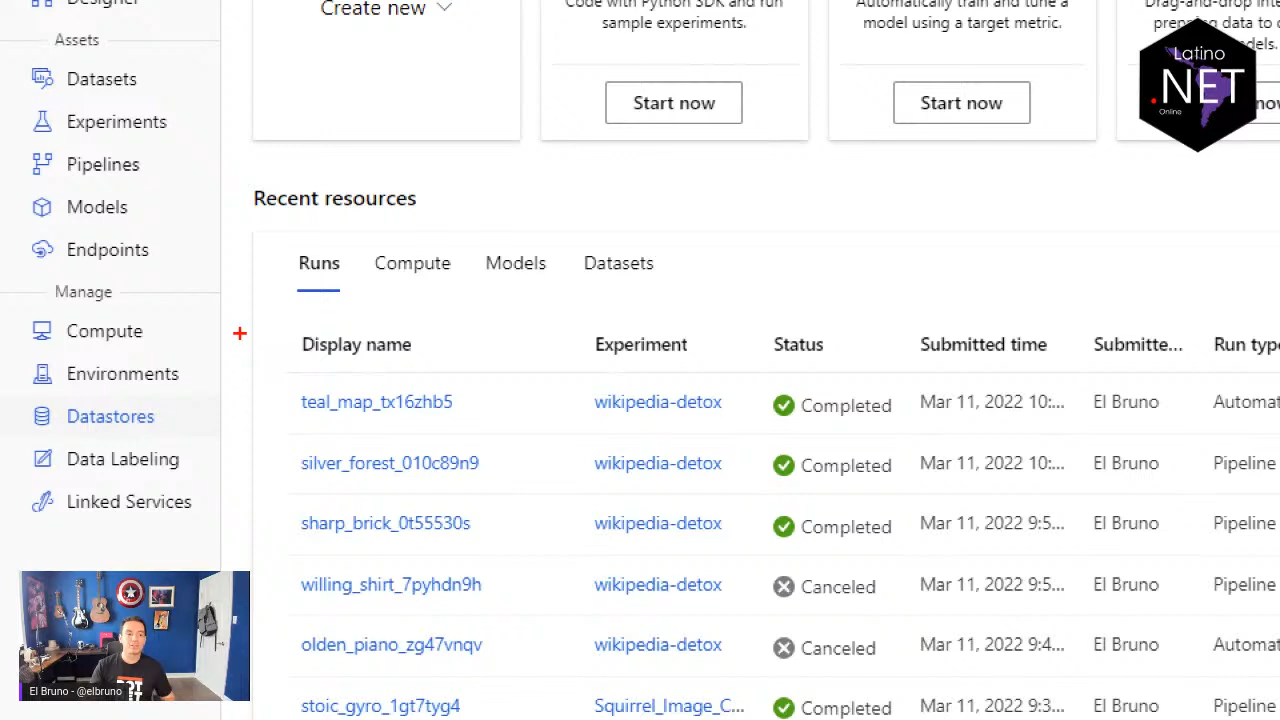 Designer
Assets
Datasets
Experiments
Pipelines
Models
Endpoints
Manage
Compute
Environments
Datastores
Data Labeling
Linked Services
Create new
Code with Python SDK and run
sample experiments.
Start now
Automatically train and tune a
model using a target metric.
Start now
Drag-and-drop
prepping data to
Latino
.NET
Online
Recent resources
Runs Compute Models Datasets
Display name Experiment Status Submitted time Submitte... Run type
teal_map_tx16zhb5 wikipedia-detox Completed Mar 11, 2022 10:... El Bruno Automat
silver_forest_010c89n9 wikipedia-detox Completed Mar 11, 2022 10:... El Bruno Pipeline
sharp_brick_0t55530s wikipedia-detox Completed Mar 11, 2022 9:5... El Bruno Pipeline
willing_shirt_7pyhdn9h wikipedia-detox Canceled Mar 11, 2022 9:5... El Bruno Pipeline
olden_piano_zg47vnqv wikipedia-detox Canceled Mar 11, 2022 9:4... El Bruno Automat
stoic_gyro_1gt7tyg4 Squirrel_Image_C... Completed Mar 11, 2022 9:3... El Bruno Pipeline
El Bruno - @elbruno